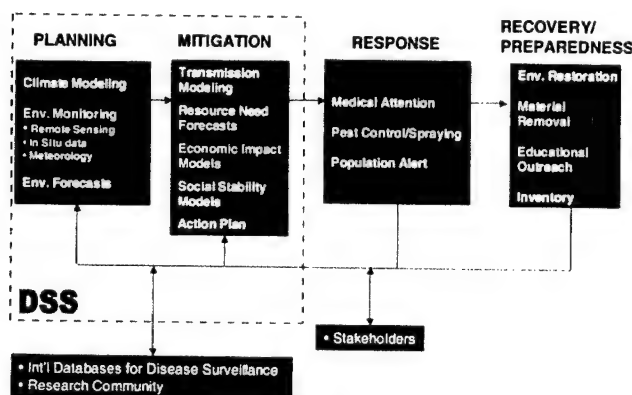 PLANNING
Climate Modeling
Env. Monitoring
• Remote Sensing
• In Situ data
• Meteorology
Env. Forecasts
MITIGATION
Transmission
Modeling
Resource Need
Forecasts
Economic Impact
Models
Social Stability
Models
Action Plan
RESPONSE
Medical Attention
Pest Control/Spraying
Population Alert
RECOVERY/
PREPAREDNESS
Env. Restoration
Material
Removal
Educational
Outreach
Inventory
DSS
• Stakeholders
• Int'l Databases for Disease Surveillance
• Research Community